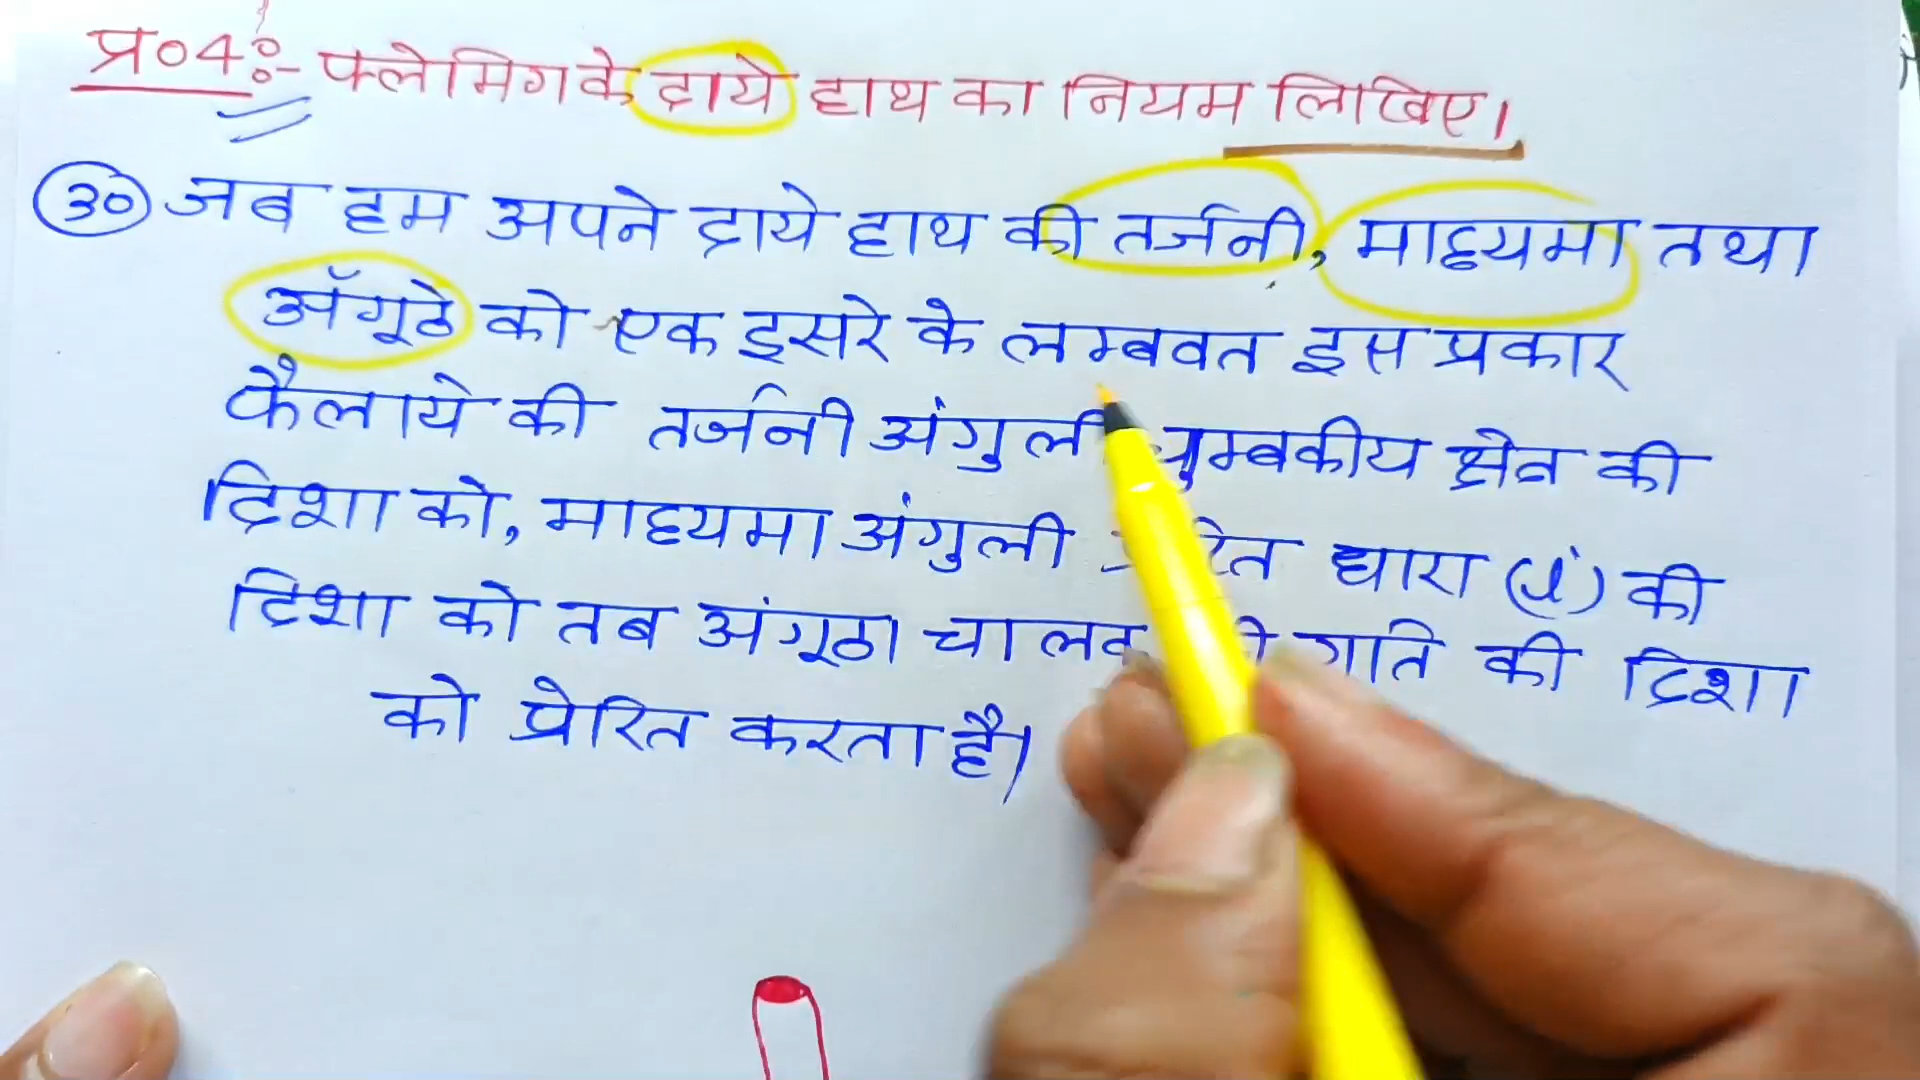 प्र०4:- फ्लेमिंग के दाये हाथ का नियम लिखिए।
उ० जब हम अपने दाये हाथ की तर्जनी, माध्यमा तथा
अँगूठे को एक दूसरे के लम्बवत इस प्रकार
फैलाये की तर्जनी अंगुली चुम्बकीय क्षेत्र की
दिशा को, माध्यमा अंगुली धारा (i) की
दिशा को तब अंगूठा चालक गति की दिशा
को प्रेरित करता है।